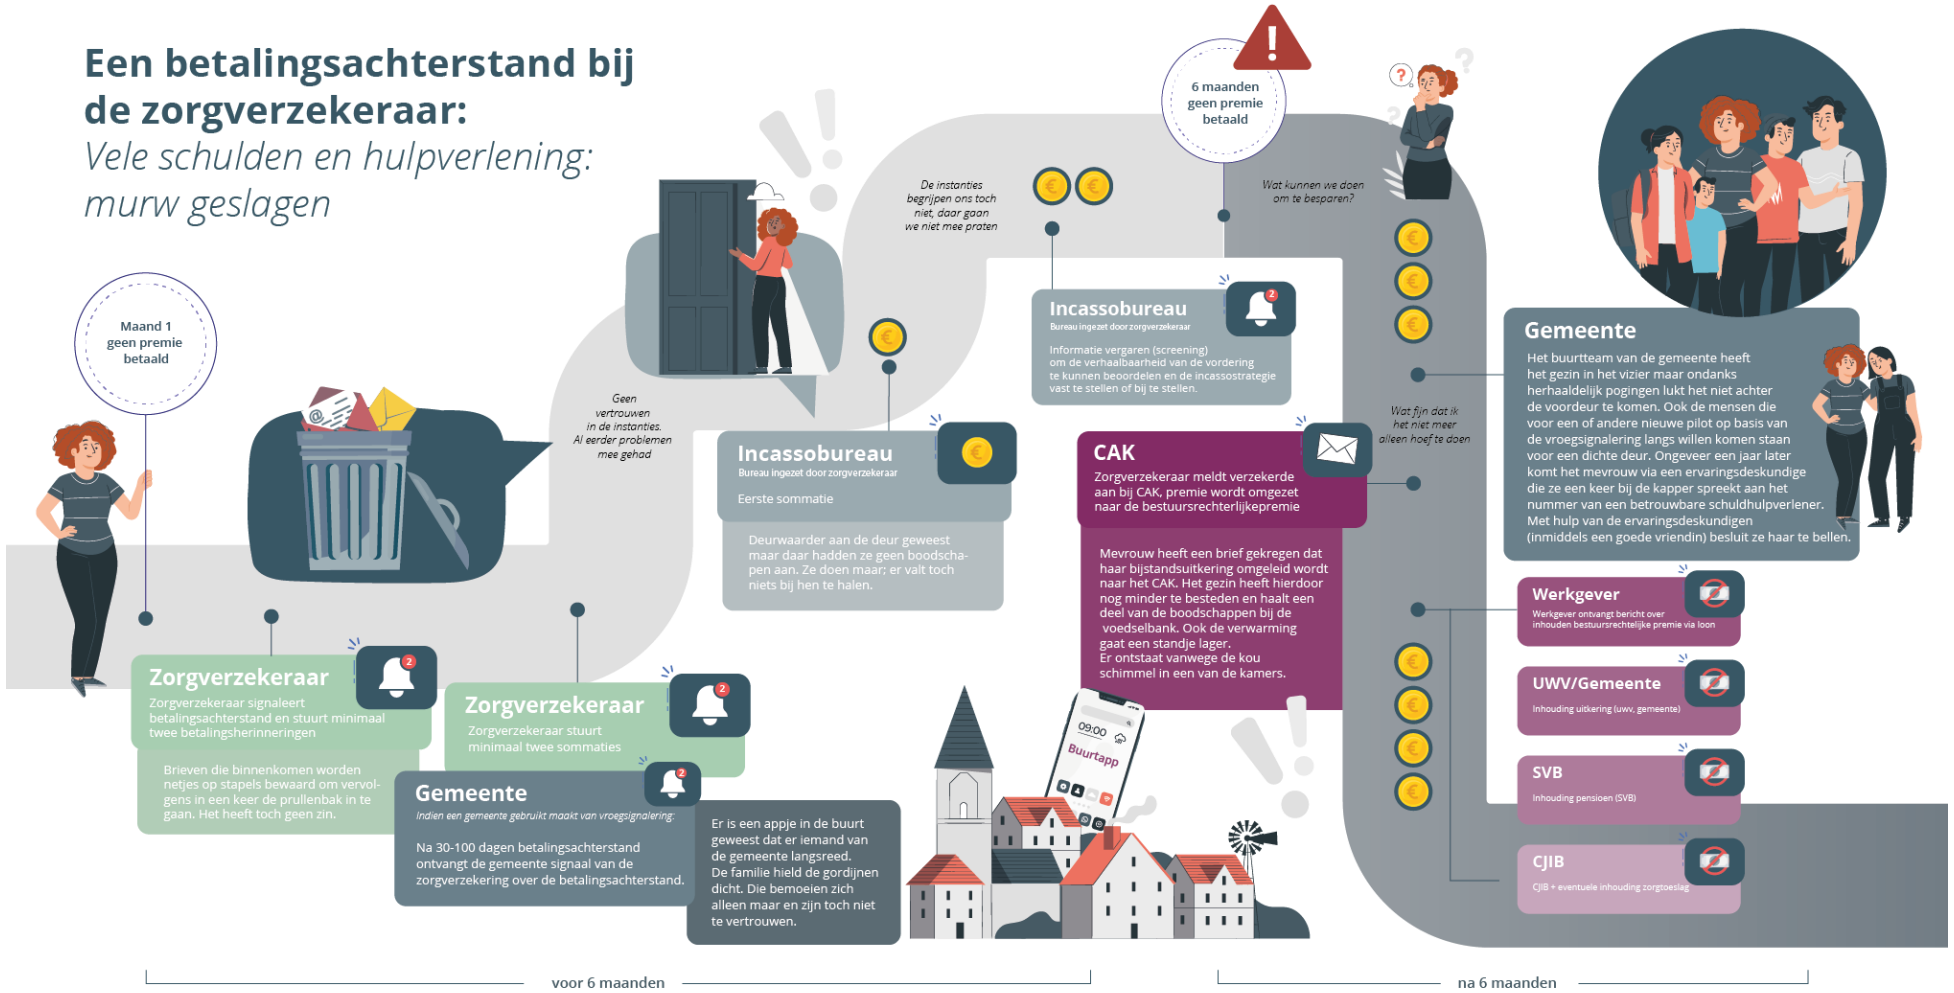 Een betalingsachterstand bij
de zorgverzekeraar:
Vele schulden en hulpverlening:
murw geslagen
Maand 1
geen premie
betaald
Zorgverzekeraar
2
Zorgverzekeraar signaleert
betalingsachterstand en stuurt minimaal
twee betalingsherinneringen
Brieven die binnenkomen worden
netjes op stapels bewaard om vervol-
gens in een keer de prullenbak in te
gaan. Het heeft toch geen zin.
Zorgverzekeraar
2
Zorgverzekeraar stuurt
minimaal twee sommaties
Gemeente
2
Indien een gemeente gebruikt maakt van vroegsignalering:
Na 30-100 dagen betalingsachterstand
ontvangt de gemeente signaal van de
zorgverzekering over de betalingsachterstand.
Er is een appje in de buurt
geweest dat er iemand van
de gemeente langsreed.
De familie hield de gordijnen
dicht. Die bemoeien zich
alleen maar en zijn toch niet
te vertrouwen.
Geen
vertrouwen
in de instanties.
Al eerder problemen
mee gehad
Incassobureau
Bureau ingezet door zorgverzekeraar
Eerste sommatie
Deurwaarder aan de deur geweest
maar daar hadden ze geen boodscha-
pen aan. Ze doen maar; er valt toch
niets bij hen te halen.
De instanties
begrijpen ons toch
niet, daar gaan
we niet mee praten
Incassobureau
2
Bureau ingezet door zorgverzekeraar
Informatie vergaren (screening)
om de verhaalbaarheid van de vordering
te kunnen beoordelen en de incassostrategie
vast te stellen of bij te stellen.
6 maanden
geen premie
betaald
Wat kunnen we doen
om te besparen?
CAK
Zorgverzekeraar meldt verzekerde
aan bij CAK, premie wordt omgezet
naar de bestuursrechterlijkepremie
Mevrouw heeft een brief gekregen dat
haar bijstandsuitkering omgeleid wordt
naar het CAK. Het gezin heeft hierdoor
nog minder te besteden en haalt een
deel van de boodschappen bij de
voedselbank. Ook de verwarming
gaat een standje lager.
Er ontstaat vanwege de kou
schimmel in een van de kamers.
09:00
Buurtapp
Wat fijn dat ik
het niet meer
alleen hoef te doen
Gemeente
Het buurtteam van de gemeente heeft
het gezin in het vizier maar ondanks
herhaaldelijk pogingen lukt het niet achter
de voordeur te komen. Ook de mensen die
voor een of andere nieuwe pilot op basis van
de vroegsignalering langs willen komen staan
voor een dichte deur. Ongeveer een jaar later
komt het mevrouw via een ervaringsdeskundige
die ze een keer bij de kapper spreekt aan het
nummer van een betrouwbare schuldhulpverlener.
Met hulp van de ervaringsdeskundigen
(inmiddels een goede vriendin) besluit ze haar te bellen.
Werkgever
Werkgever ontvangt bericht over
inhouden bestuursrechtelijke premie via loon
UWV/Gemeente
Inhouding uitkering (uwv, gemeente)
SVB
Inhouding pensioen (SVB)
CJIB
CJIB + eventuele inhouding zorgtoeslag
voor 6 maanden
na 6 maanden